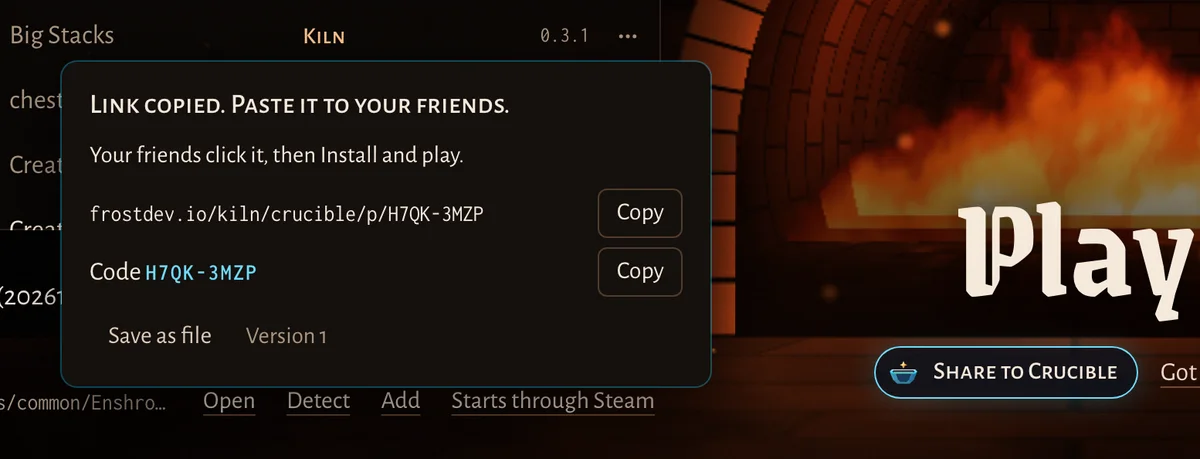 Big Stacks Kiln 0.3.1 ...
chest
Link copied. Paste it to your friends.
Your friends click it, then Install and play.
Creat
frostdev.io/kiln/crucible/p/H7QK-3MZP Copy
Creat
Play
Code H7QK-3MZP Copy
(20261
Save as file Version 1
Share to Crucible Got
s/common/Enshro… Open Detect Add Starts through Steam